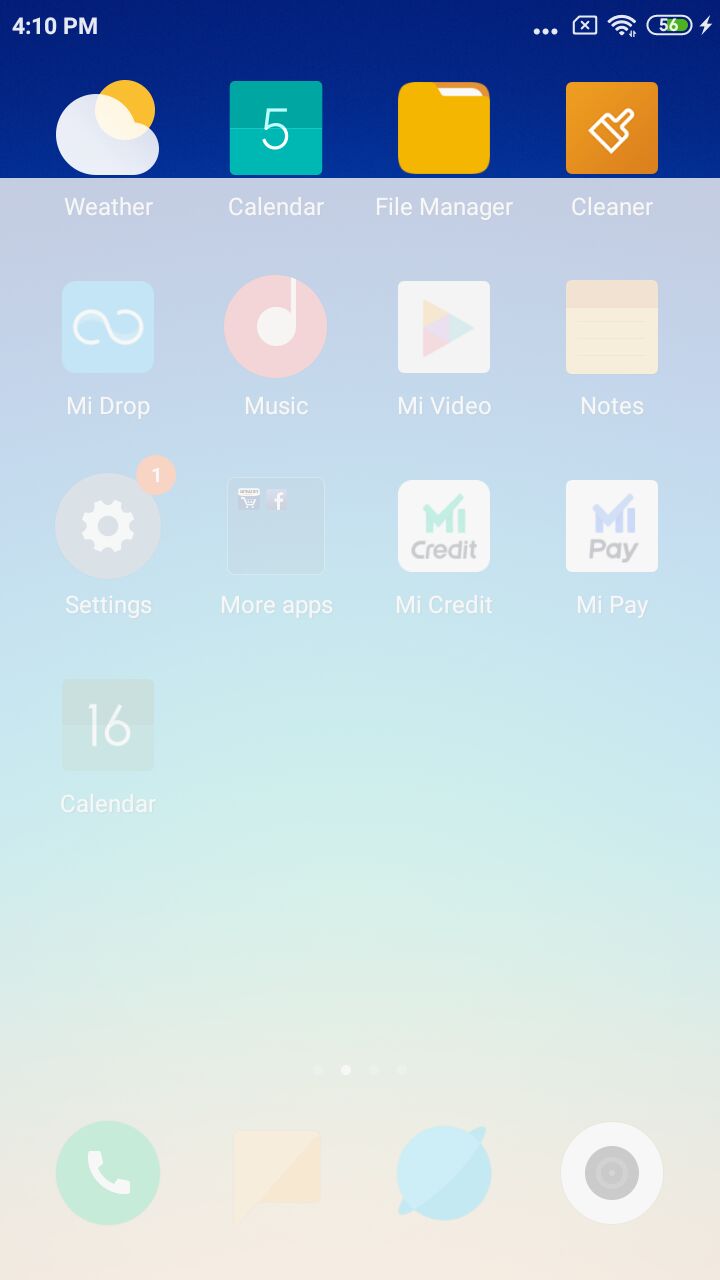 4:10 PM
56
5
Weather
Calendar
File Manager
Cleaner
Mi Drop
Music
Mi Video
Notes
1
f
Mi Credit
Mi Pay
Settings
More apps
Mi Credit
Mi Pay
16
Calendar